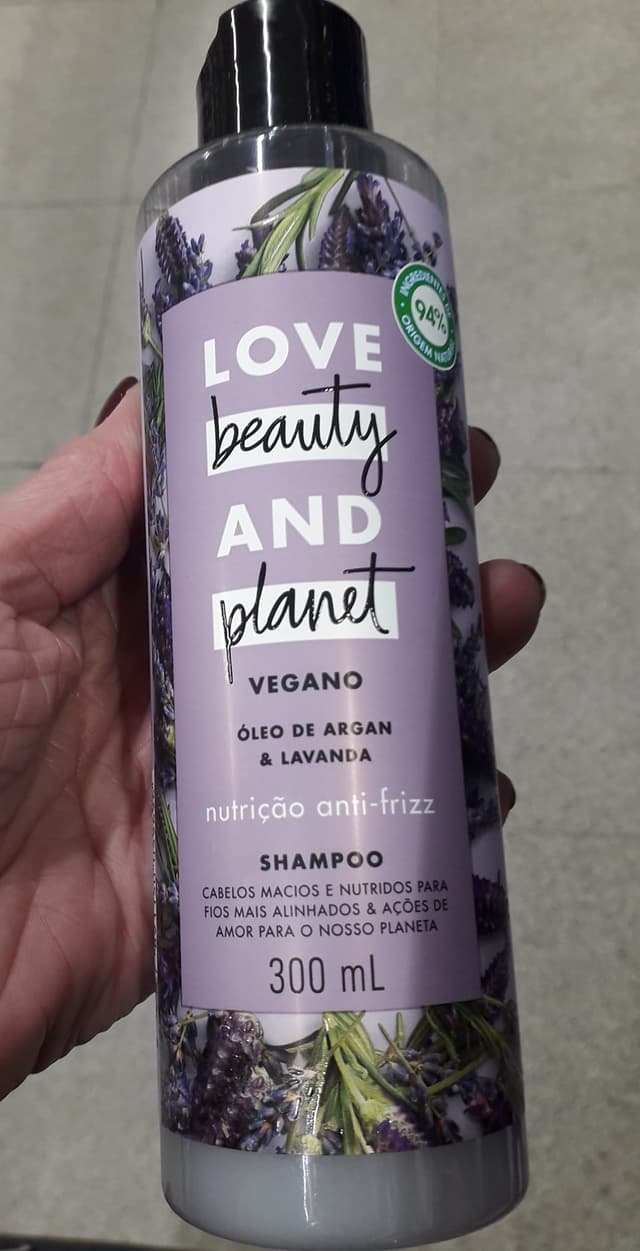 LOVE
beauty
AND
planet
INGREDIENTES DE
94%
ORIGEM NATURAL
VEGANO
ÓLEO DE ARGAN
& LAVANDA
nutrição anti-frizz
SHAMPOO
CABELOS MACIOS E NUTRIDOS PARA
FIOS MAIS ALINHADOS & AÇÕES DE
AMOR PARA O NOSSO PLANETA
300 mL